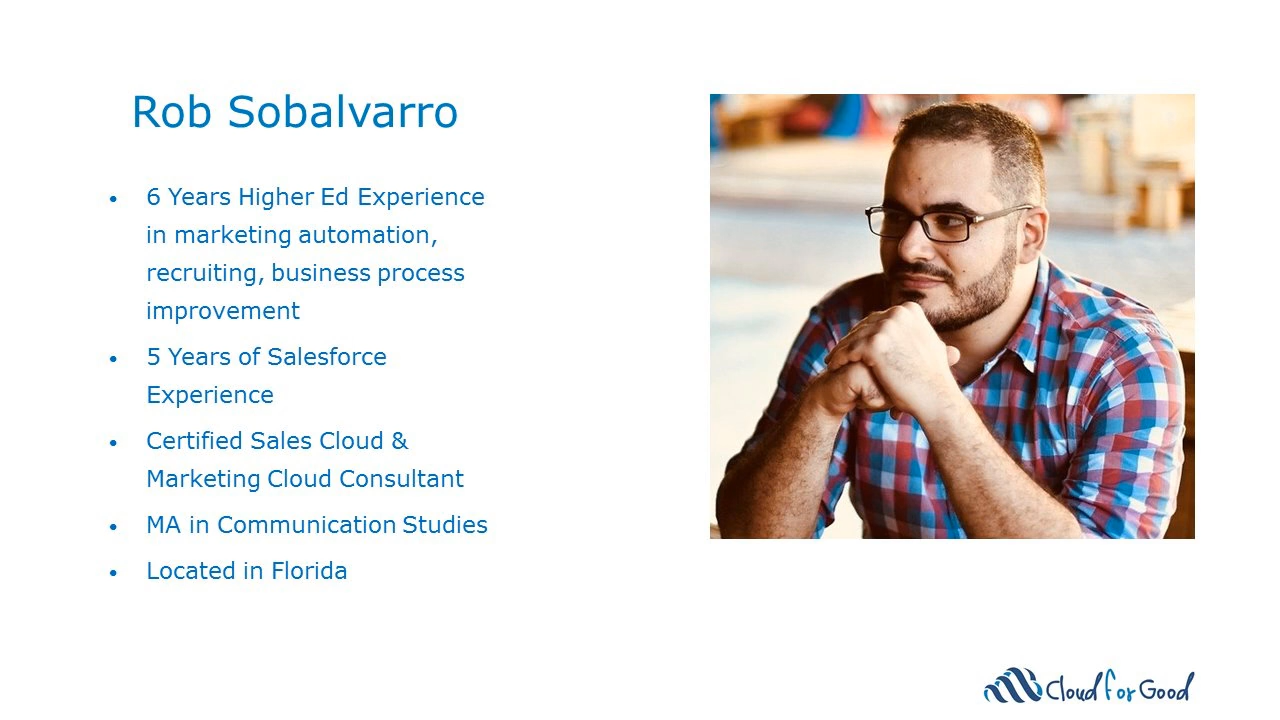 Rob Sobalvarro
• 6 Years Higher Ed Experience
in marketing automation,
recruiting, business process
improvement
• 5 Years of Salesforce
Experience
• Certified Sales Cloud &
Marketing Cloud Consultant
• MA in Communication Studies
• Located in Florida
Cloud for Good